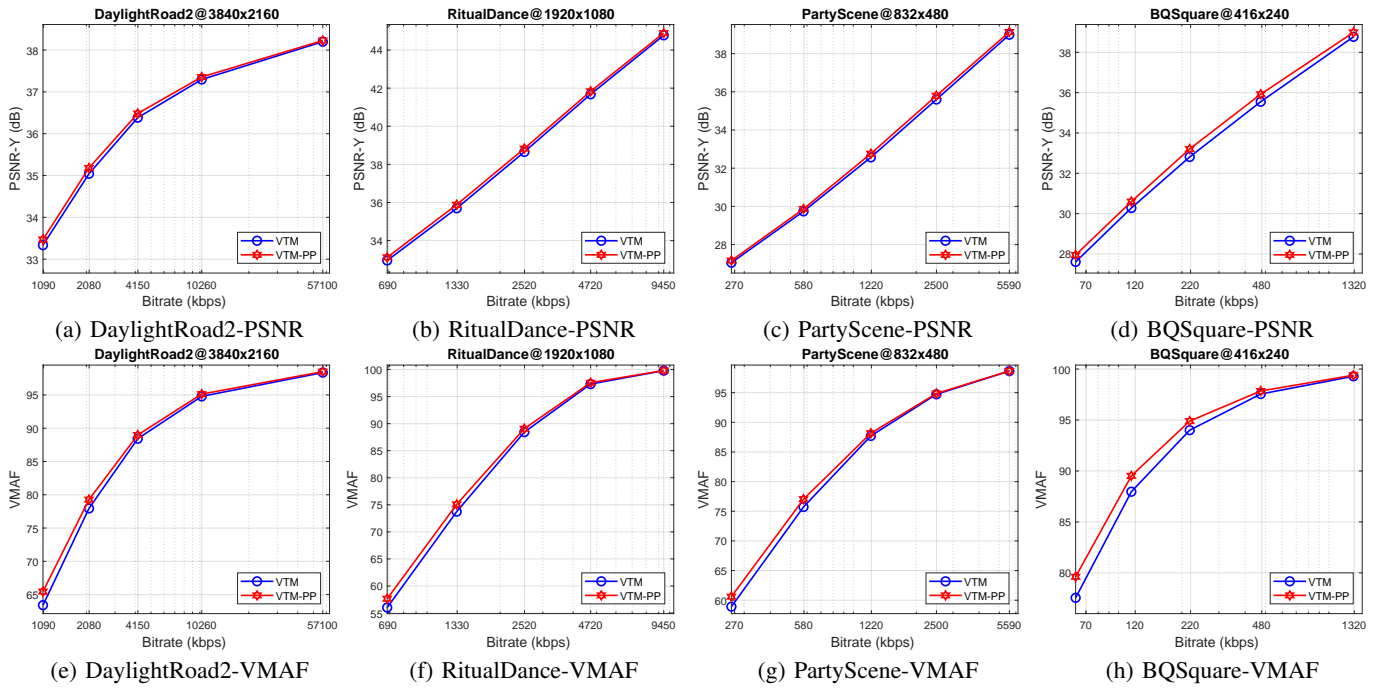 DaylightRoad2@3840x2160
38
37
36
35
34
33
PSNR-Y (dB)
VTM
VTM-PP
1090 2080 4150 10260 57100
Bitrate (kbps)
(a) DaylightRoad2-PSNR
RitualDance@1920x1080
44
42
40
38
36
34
PSNR-Y (dB)
VTM
VTM-PP
690 1330 2520 4720 9450
Bitrate (kbps)
(b) RitualDance-PSNR
PartyScene@832x480
38
36
34
32
30
28
PSNR-Y (dB)
VTM
VTM-PP
270 580 1220 2500 5590
Bitrate (kbps)
(c) PartyScene-PSNR
BQSquare@416x240
38
36
34
32
30
28
PSNR-Y (dB)
VTM
VTM-PP
70 120 220 480 1320
Bitrate (kbps)
(d) BQSquare-PSNR
DaylightRoad2@3840x2160
95
90
85
80
75
70
65
VMAF
VTM
VTM-PP
1090 2080 4150 10260 57100
Bitrate (kbps)
(e) DaylightRoad2-VMAF
RitualDance@1920x1080
100
95
90
85
80
75
70
65
60
55
VMAF
VTM
VTM-PP
690 1330 2520 4720 9450
Bitrate (kbps)
(f) RitualDance-VMAF
PartyScene@832x480
95
90
85
80
75
70
65
60
VMAF
VTM
VTM-PP
270 580 1220 2500 5590
Bitrate (kbps)
(g) PartyScene-VMAF
BQSquare@416x240
100
95
90
85
80
VMAF
VTM
VTM-PP
70 120 220 480 1320
Bitrate (kbps)
(h) BQSquare-VMAF